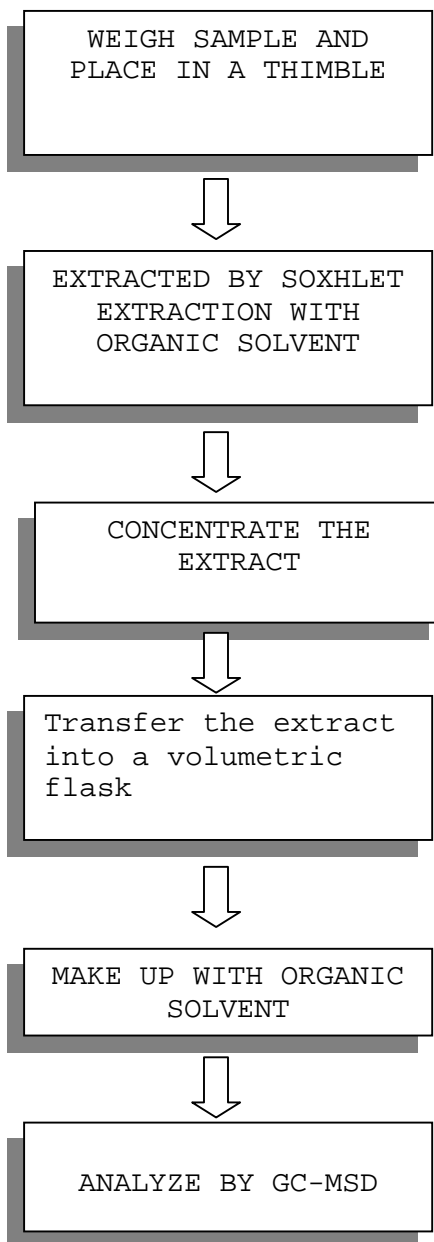 WEIGH SAMPLE AND
PLACE IN A THIMBLE
EXTRACTED BY SOXHLET
EXTRACTION WITH
ORGANIC SOLVENT
CONCENTRATE THE
EXTRACT
Transfer the extract
into a volumetric
flask
MAKE UP WITH ORGANIC
SOLVENT
ANALYZE BY GC-MSD